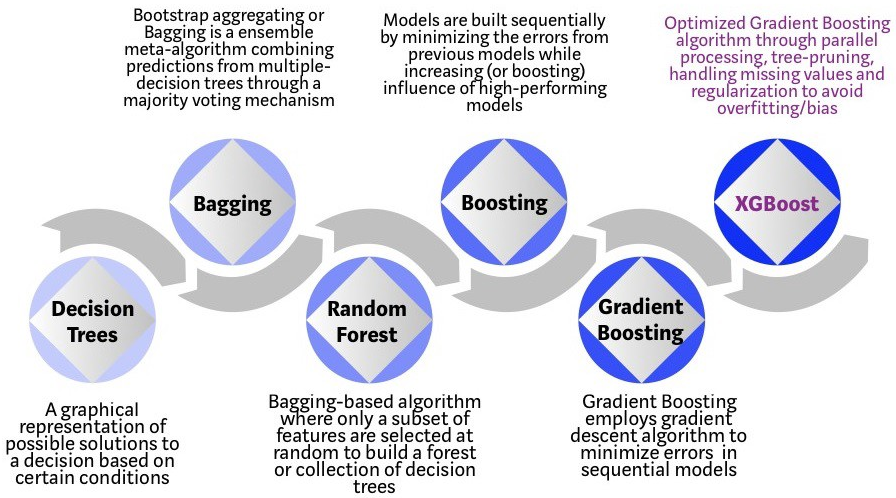 Bootstrap aggregating or
Bagging is a ensemble
meta-algorithm combining
predictions from multiple-
decision trees through a
majority voting mechanism
Models are built sequentially
by minimizing the errors from
previous models while
increasing (or boosting)
influence of high-performing
models
Optimized Gradient Boosting
algorithm through parallel
processing, tree-pruning,
handling missing values and
regularization to avoid
overfitting/bias
Bagging
Boosting
XGBoost
Decision
Trees
Random
Forest
Gradient
Boosting
A graphical
representation of
possible solutions to
a decision based on
certain conditions
Bagging-based algorithm
where only a subset of
features are selected at
random to build a forest
or collection of decision
trees
Gradient Boosting
employs gradient
descent algorithm to
minimize errors in
sequential models